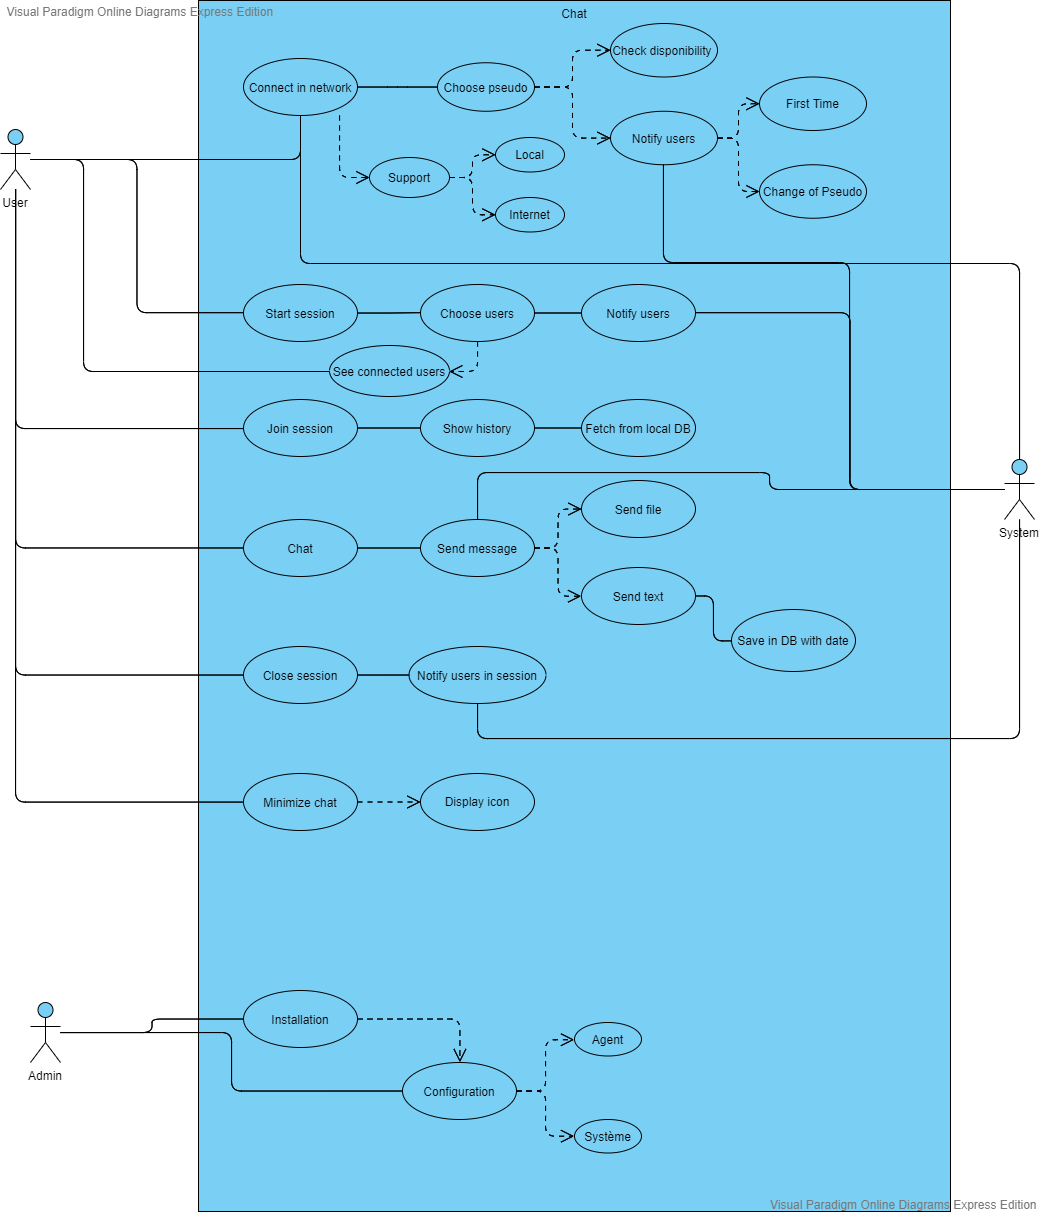 Visual Paradigm Online Diagrams Express Edition
Chat
Check disponibility
Connect in network
Choose pseudo
First Time
Notify users
Local
Support
Change of Pseudo
User
Internet
Start session
Choose users
Notify users
See connected users
Join session
Show history
Fetch from local DB
Send file
System
Chat
Send message
Send text
Save in DB with date
Close session
Notify users in session
Minimize chat
Display icon
Installation
Agent
Admin
Configuration
Système
Visual Paradigm Online Diagrams Express Edition